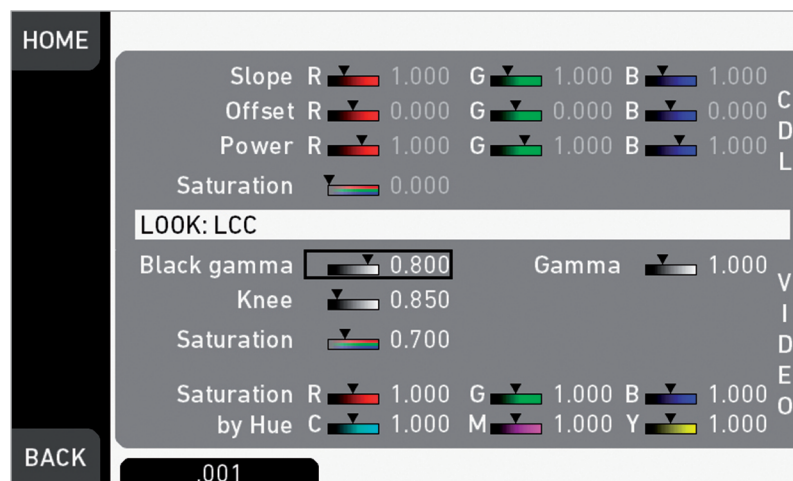 HOME
Slope R 1.000 G 1.000 B 1.000
Offset R 0.000 G 0.000 B 0.000
Power R 1.000 G 1.000 B 1.000
Saturation 0.000
CDL
LOOK: LCC
Black gamma 0.800 Gamma 1.000
Knee 0.850
Saturation 0.700
Saturation R 1.000 G 1.000 B 1.000
by Hue C 1.000 M 1.000 Y 1.000
VIDEO
BACK
.001